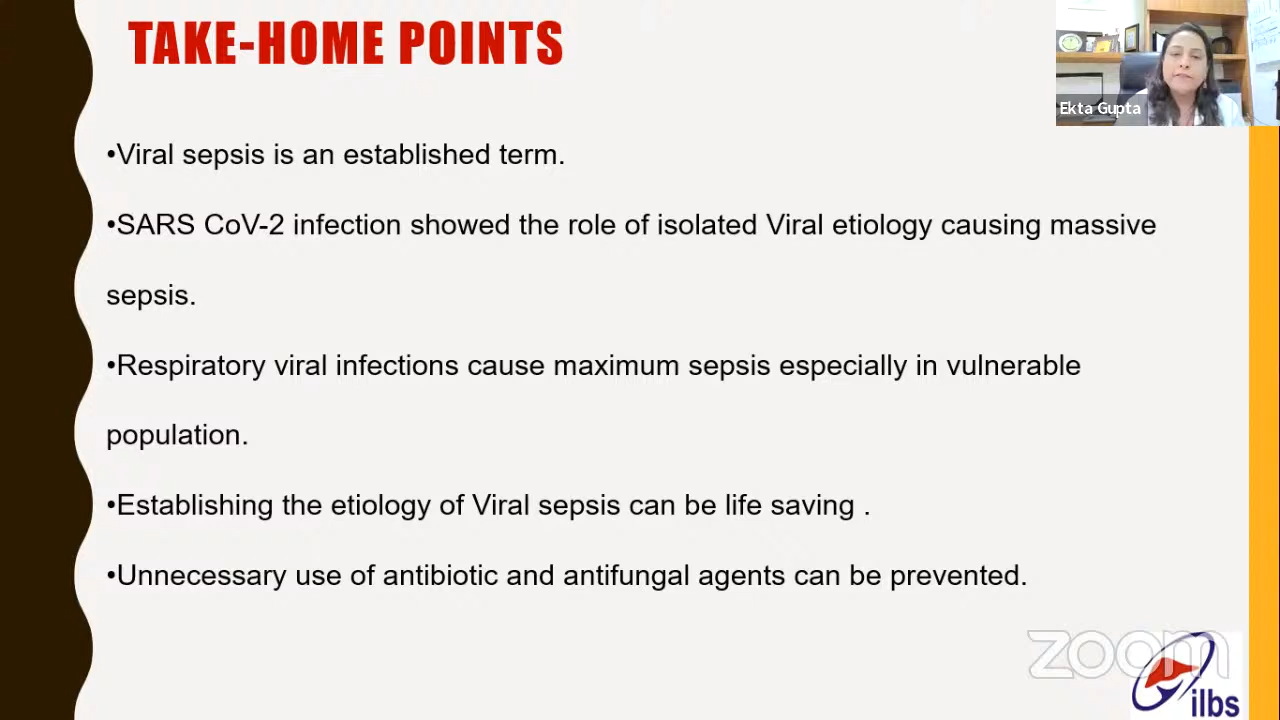 TAKE-HOME POINTS
Ekta Gupta
•Viral sepsis is an established term.
•SARS CoV-2 infection showed the role of isolated Viral etiology causing massive
sepsis.
•Respiratory viral infections cause maximum sepsis especially in vulnerable
population.
•Establishing the etiology of Viral sepsis can be life saving .
•Unnecessary use of antibiotic and antifungal agents can be prevented.
zoom
ilbs